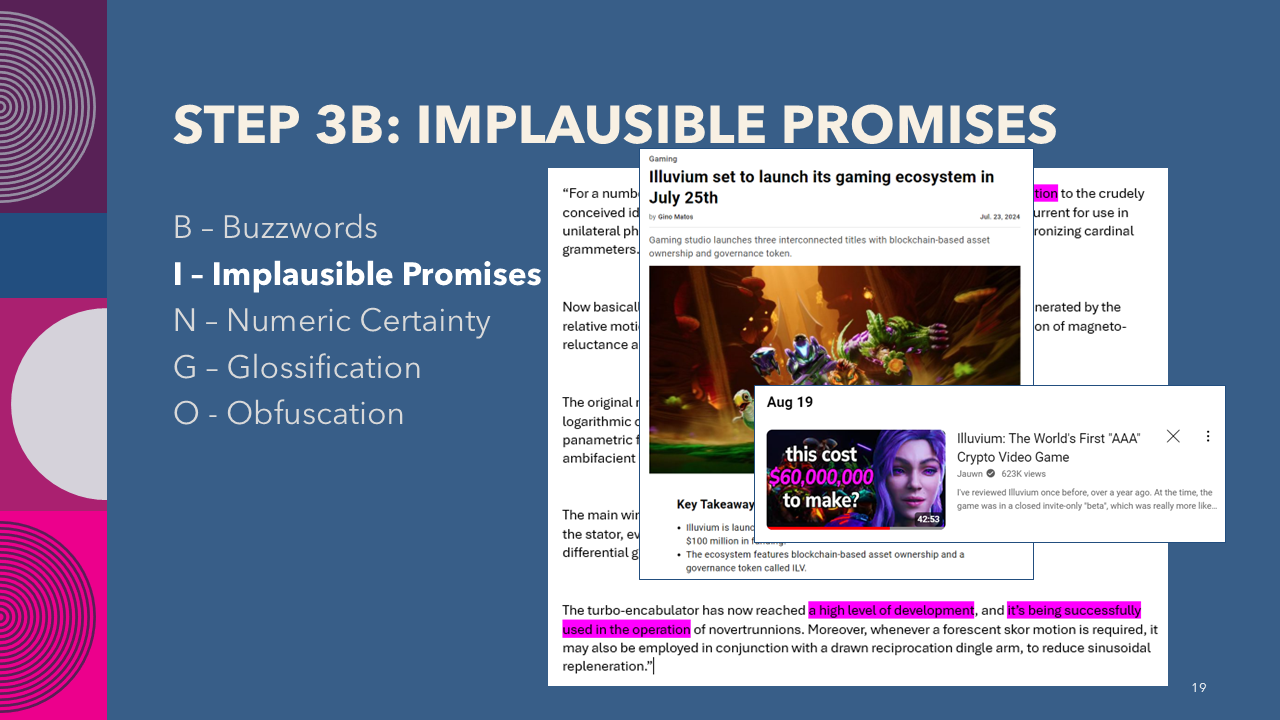 STEP 3B: IMPLAUSIBLE PROMISES
B – Buzzwords
I – Implausible Promises
N – Numeric Certainty
G – Glossification
O - Obfuscation
“For a numb
tion to the crudely
conceived id
urrent for use in
unilateral ph
ronizing cardinal
grammeters.
Now basicall
nerated by the
relative moti
on of magneto-
reluctance a
The original
logarithmic
panametric f
ambifacient
The main win
the stator, ev
differential g
The turbo-encabulator has now reached a high level of development, and it’s being successfully
used in the operation of novertrunnions. Moreover, whenever a forescent skor motion is required, it
may also be employed in conjunction with a drawn reciprocation dingle arm, to reduce sinusoidal
repleneration.”
Gaming
Illuvium set to launch its gaming ecosystem in
July 25th
by Gino Matos
Jul. 23, 2024
Gaming studio launches three interconnected titles with blockchain-based asset
ownership and governance token.
Key Takeaway
• Illuvium is launc
$100 million in
• The ecosystem features blockchain-based asset ownership and a
governance token called ILV.
Aug 19
this cost
$60,000,000
to make?
42:53
Illuvium: The World's First "AAA"
Crypto Video Game
Jauwn 623K views
I've reviewed Illuvium once before, over a year ago. At the time, the
game was in a closed invite-only "beta", which was really more like...
19